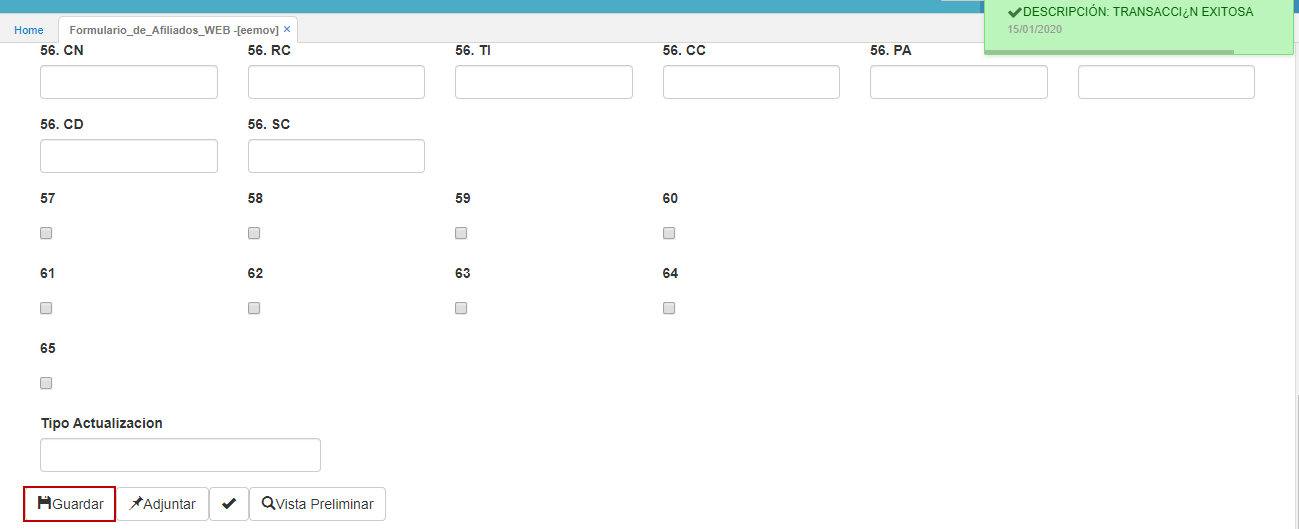 DESCRIPCIÓN: TRANSACCI¿N EXITOSA
15/01/2020
Home
Formulario_de_Afiliados_WEB -[eemov] ×
56. CN 56. RC 56. TI 56. CC 56. PA
56. CD 56. SC
57 58 59 60
61 62 63 64
65
Tipo Actualizacion
Guardar Adjuntar Vista Preliminar